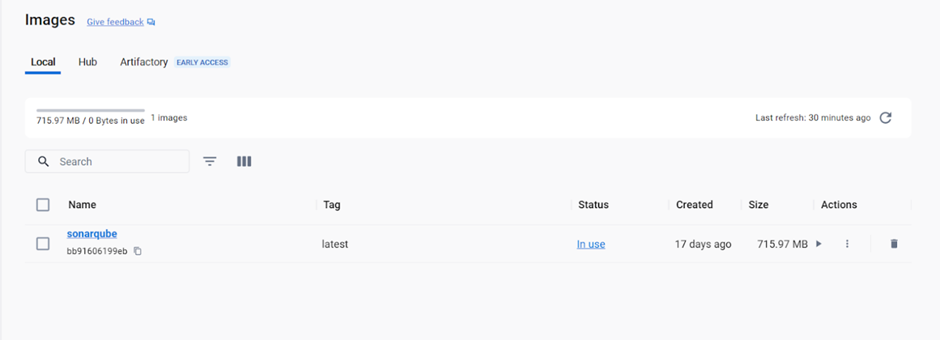 Images Give feedback
Local Hub Artifactory EARLY ACCESS
715.97 MB / 0 Bytes in use 1 images Last refresh: 30 minutes ago
Search
Name Tag Status Created Size Actions
sonarqube
bb91606199eb
latest In use 17 days ago 715.97 MB